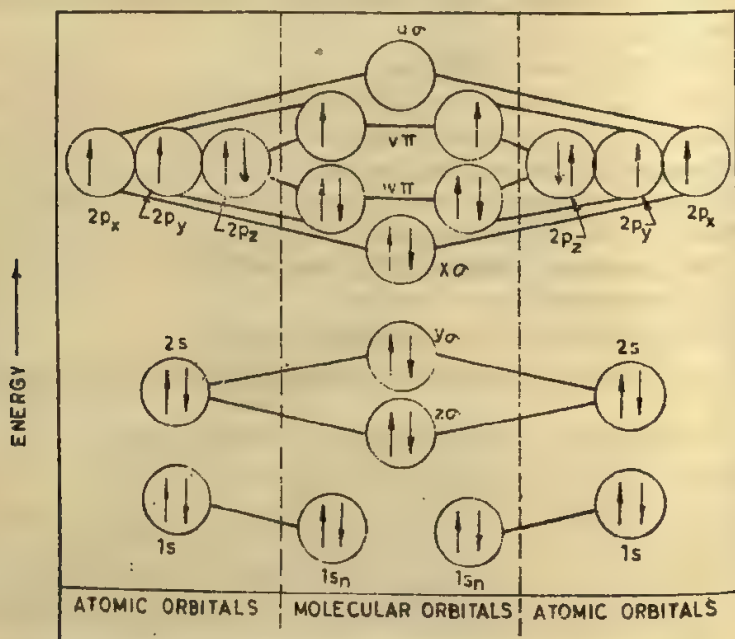 uσ
vπ
wπ
2px 2py 2pz
2pz 2py 2px
xσ
2s yσ 2s
zσ
1s 1sn 1sn 1s
ENERGY
ATOMIC ORBITALS MOLECULAR ORBITALS ATOMIC ORBITALS